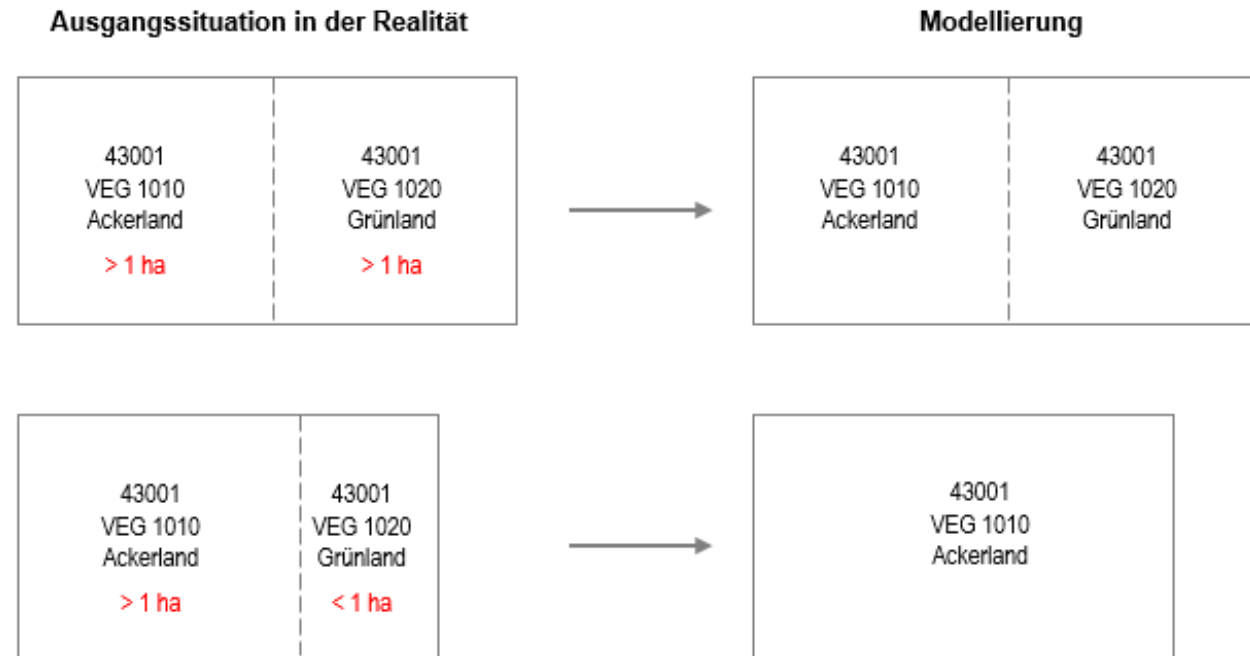 Ausgangssituation in der Realität
Modellierung
43001
VEG 1010
Ackerland
> 1 ha
43001
VEG 1020
Grünland
> 1 ha
43001
VEG 1010
Ackerland
43001
VEG 1020
Grünland
43001
VEG 1010
Ackerland
> 1 ha
43001
VEG 1020
Grünland
< 1 ha
43001
VEG 1010
Ackerland